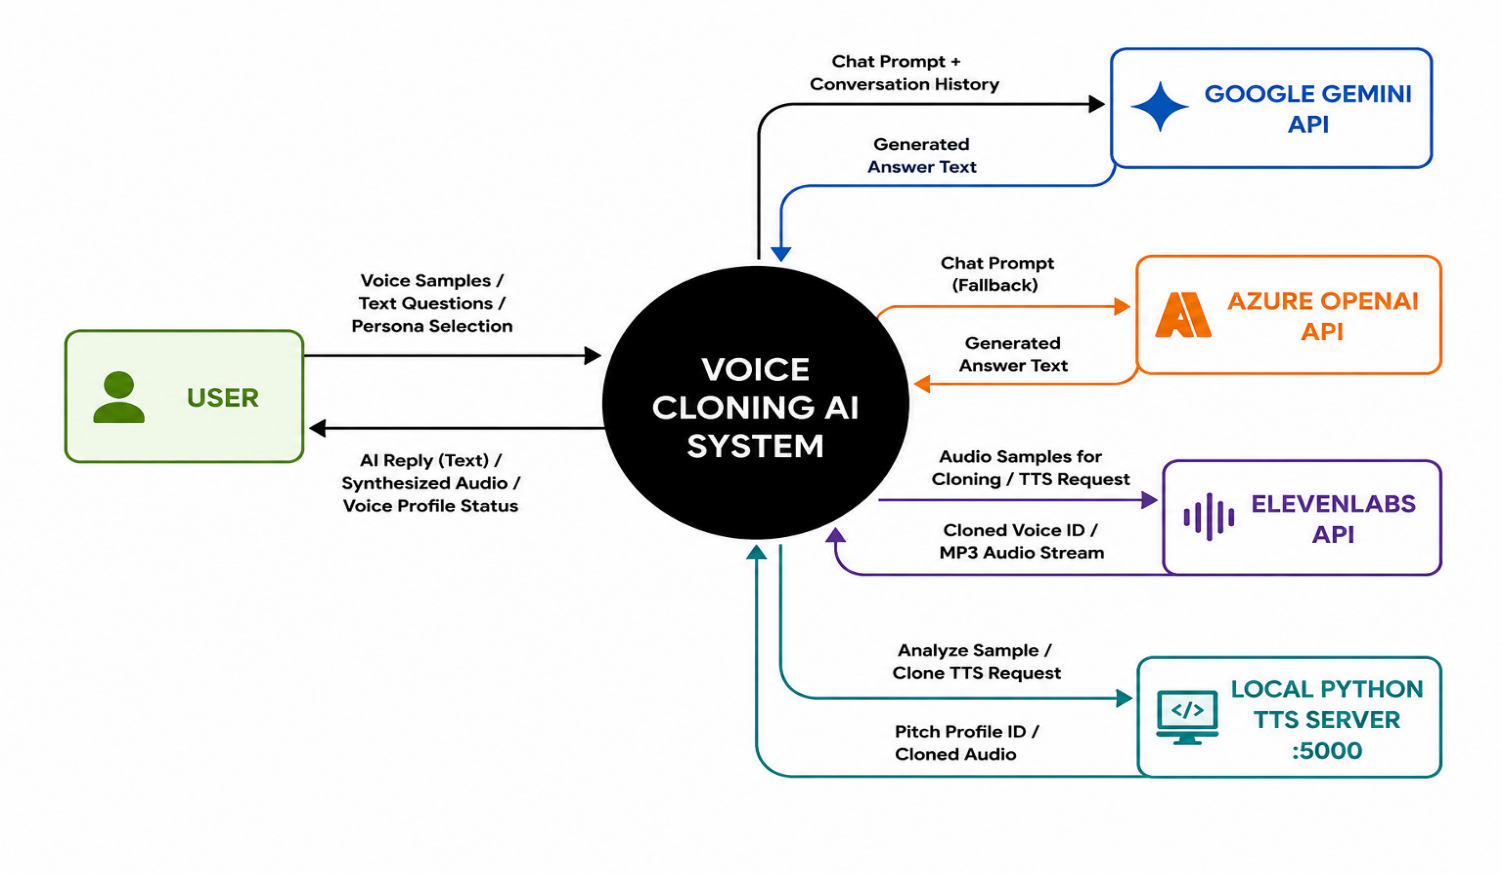 Chat Prompt +
Conversation History
GOOGLE GEMINI
API
Generated
Answer Text
Voice Samples /
Text Questions /
Persona Selection
USER
AI Reply (Text) /
Synthesized Audio /
Voice Profile Status
VOICE
CLONING AI
SYSTEM
Chat Prompt
(Fallback)
AZURE OPENAI
API
Generated
Answer Text
Audio Samples for
Cloning / TTS Request
ELEVENLABS
API
Cloned Voice ID /
MP3 Audio Stream
Analyze Sample /
Clone TTS Request
</>
LOCAL PYTHON
TTS SERVER
:5000
Pitch Profile ID /
Cloned Audio